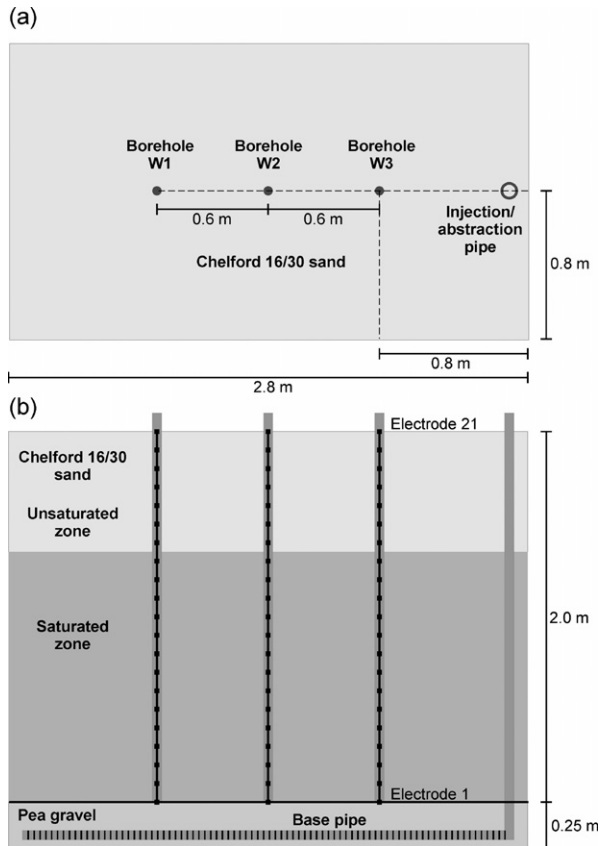 (a)
Borehole
W1
Borehole
W2
Borehole
W3
0.6 m
0.6 m
Injection/
abstraction
pipe
Chelford 16/30 sand
0.8 m
0.8 m
2.8 m
(b)
Electrode 21
Chelford 16/30
sand
Unsaturated
zone
Saturated
zone
2.0 m
Electrode 1
Pea gravel
Base pipe
0.25 m